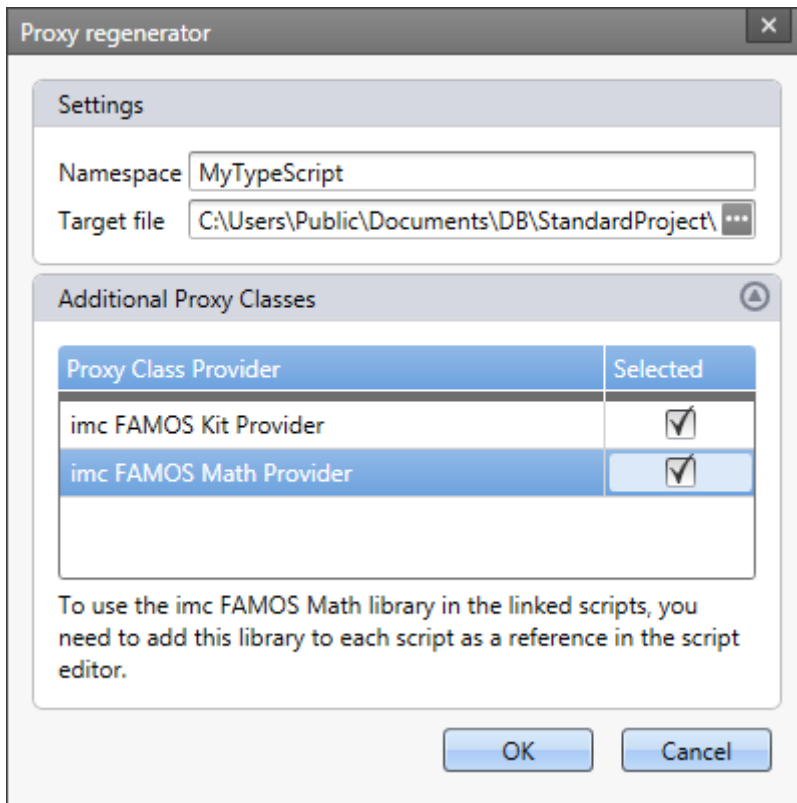 Proxy regenerator
Settings
Namespace MyTypeScript
Target file C:\Users\Public\Documents\DB\StandardProject\
Additional Proxy Classes
Proxy Class Provider Selected
imc FAMOS Kit Provider
imc FAMOS Math Provider
To use the imc FAMOS Math library in the linked scripts, you
need to add this library to each script as a reference in the script
editor.
OK Cancel